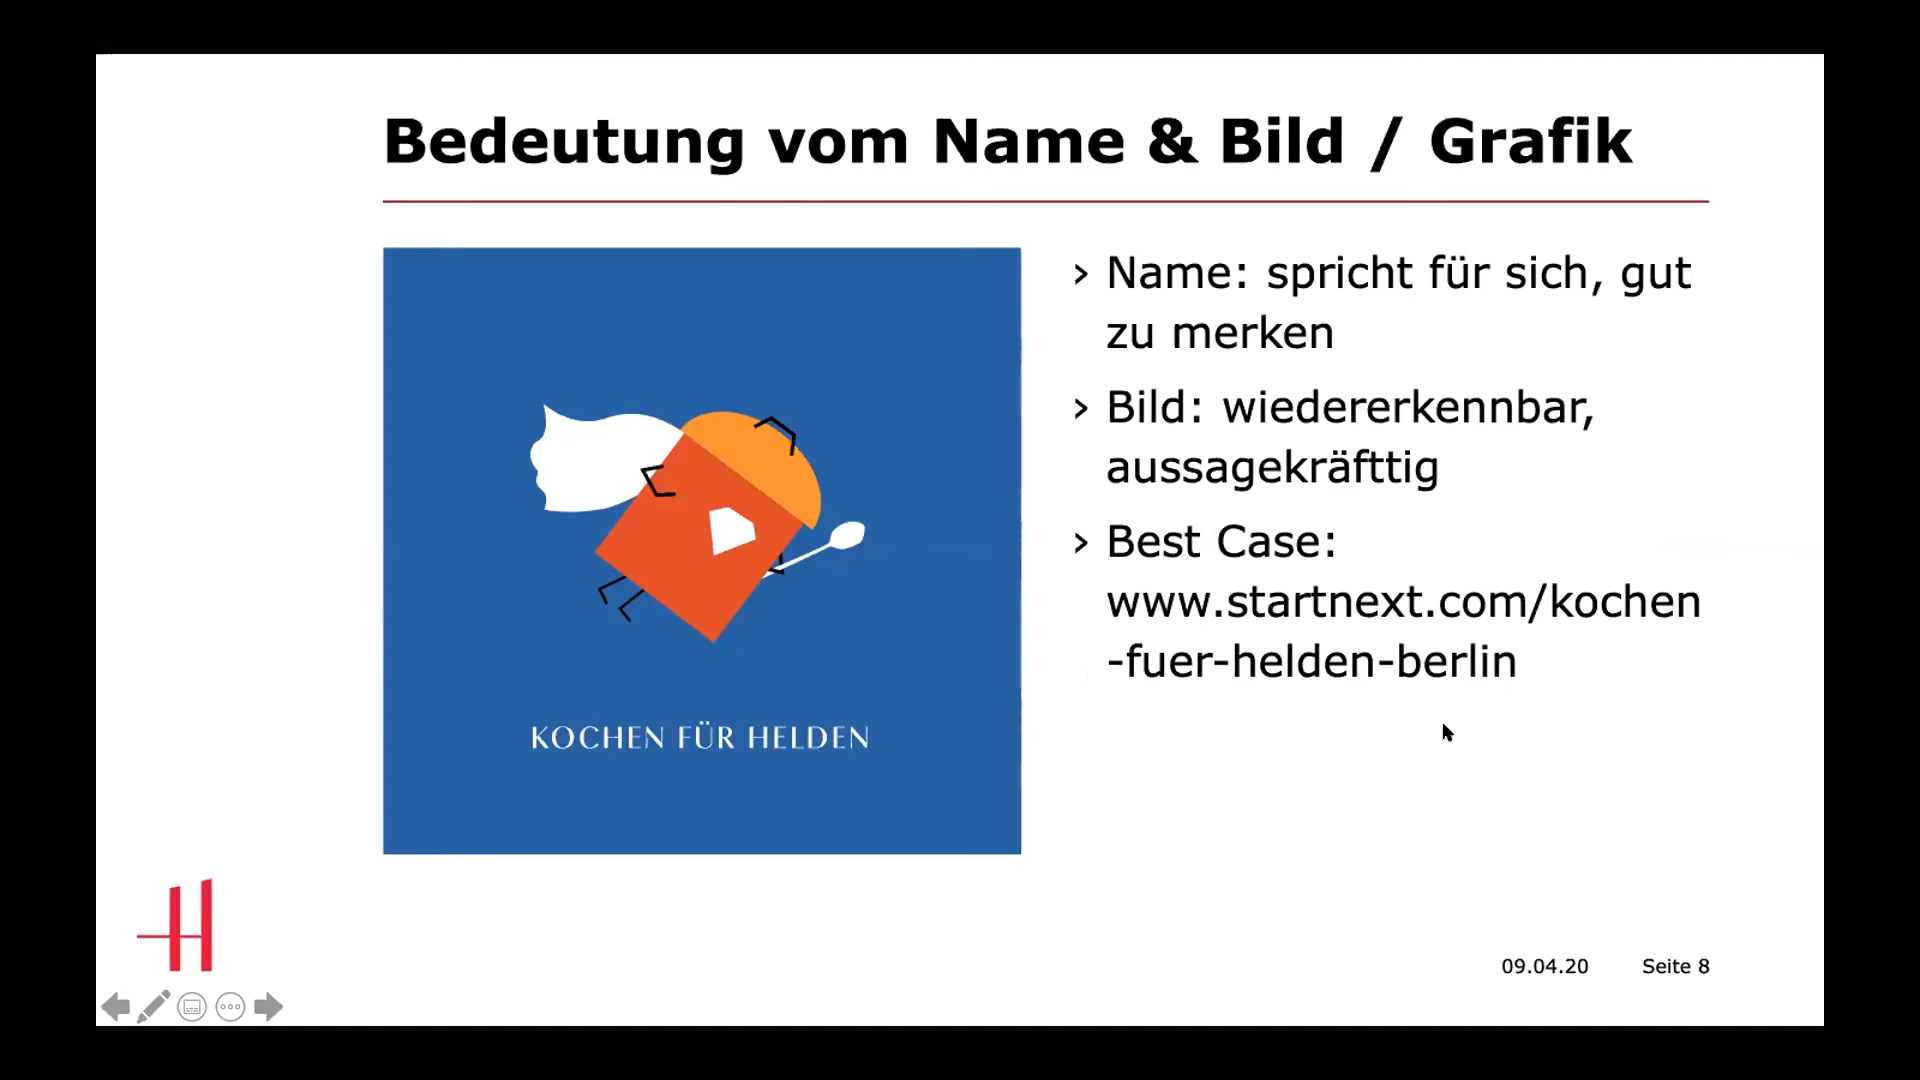 Bedeutung vom Name & Bild / Grafik
› Name: spricht für sich, gut
zu merken
› Bild: wiedererkennbar,
aussagekräfttig
› Best Case:
www.startnext.com/kochen
-fuer-helden-berlin
KOCHEN FÜR HELDEN
H
09.04.20 Seite 8